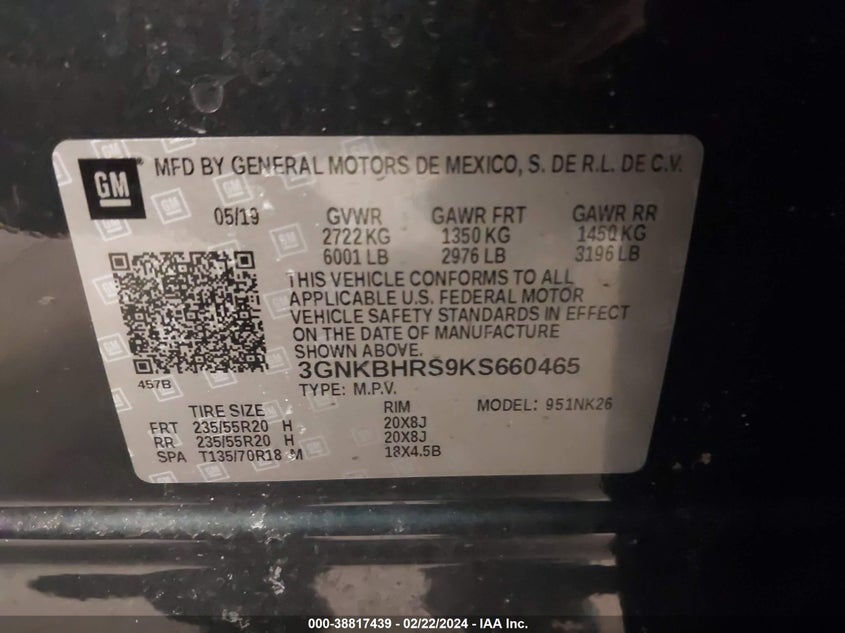 GM
MFD BY GENERAL MOTORS DE MEXICO, S. DE R.L. DE C.V.
05/19 GVWR GAWR FRT GAWR RR
2722 KG 1350 KG 1450 KG
6001 LB 2976 LB 3196 LB
THIS VEHICLE CONFORMS TO ALL
APPLICABLE U.S. FEDERAL MOTOR
VEHICLE SAFETY STANDARDS IN EFFECT
ON THE DATE OF MANUFACTURE
SHOWN ABOVE.
457B 3GNKBHRS9KS660465
TYPE: M.P.V.
TIRE SIZE RIM MODEL: 951NK26
FRT 235/55R20 H 20X8J
RR 235/55R20 H 20X8J
SPA T135/70R18 M 18X4.5B
000-38817439 - 02/22/2024 - IAA Inc.